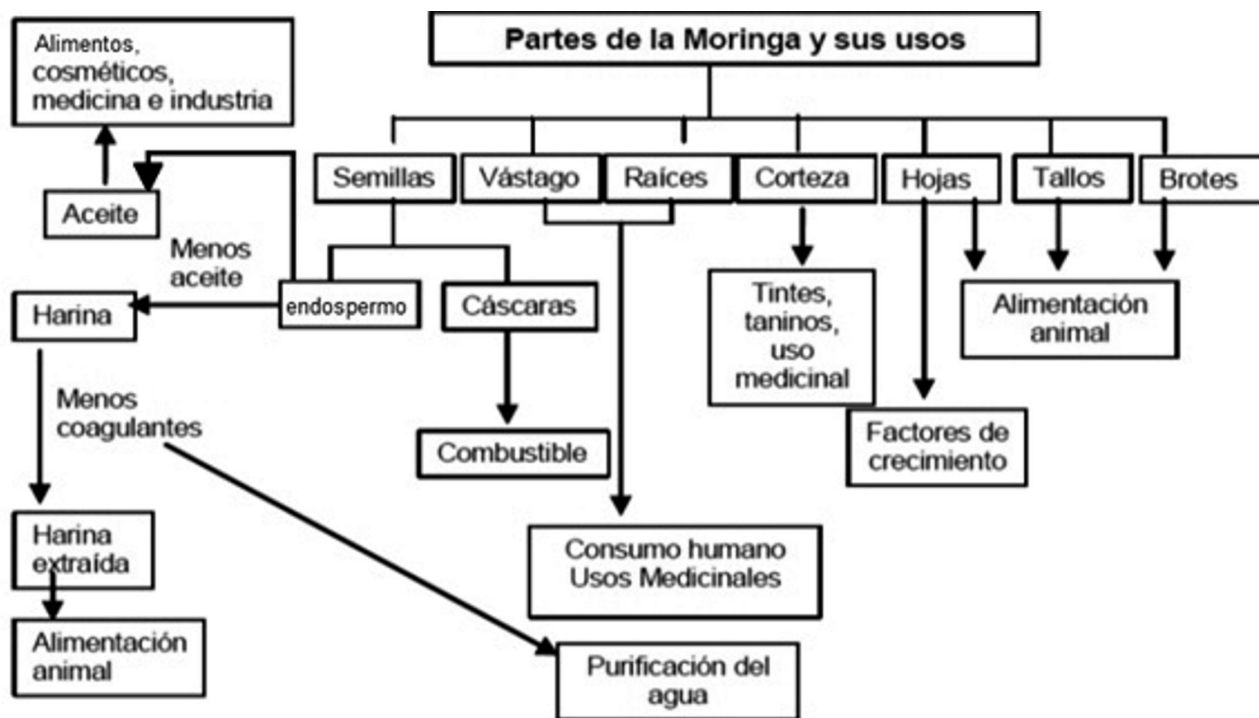 Partes de la Moringa y sus usos
Alimentos,
cosméticos,
medicina e industria
Semillas
Vástago
Raíces
Corteza
Hojas
Tallos
Brotes
Aceite
Menos
aceite
Harina
endospermo
Cáscaras
Tintes,
taninos,
uso
medicinal
Alimentación
animal
Menos
coagulantes
Combustible
Factores de
crecimiento
Harina
extraída
Consumo humano
Usos Medicinales
Alimentación
animal
Purificación del
agua